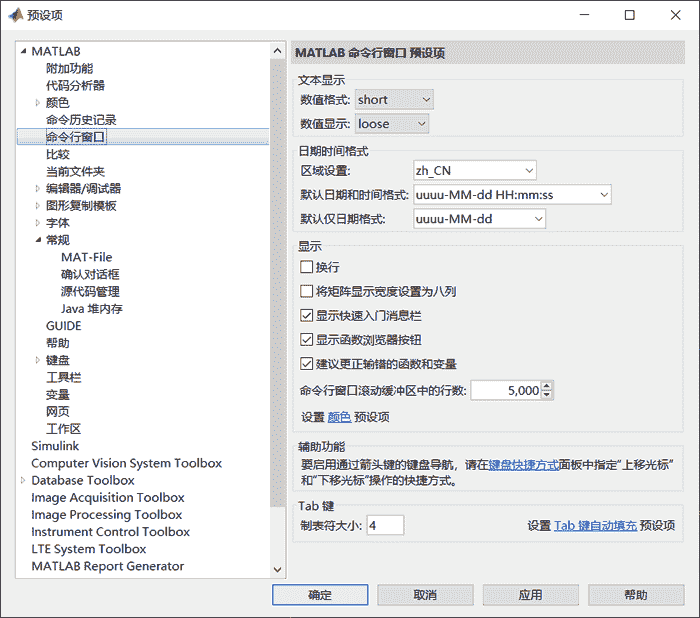 预设项
MATLAB
附加功能
代码分析器
颜色
命令历史记录
命令行窗口
比较
当前文件夹
编辑器/调试器
图形复制模板
字体
常规
MAT-File
确认对话框
源代码管理
Java 堆内存
GUIDE
帮助
键盘
工具栏
变量
网页
工作区
Simulink
Computer Vision System Toolbox
Database Toolbox
Image Acquisition Toolbox
Image Processing Toolbox
Instrument Control Toolbox
LTE System Toolbox
MATLAB Report Generator
MATLAB 命令行窗口 预设项
文本显示
数值格式: short
数值显示: loose
日期时间格式
区域设置: zh_CN
默认日期和时间格式: uuuu-MM-dd HH:mm:ss
默认仅日期格式: uuuu-MM-dd
显示
换行
将矩阵显示宽度设置为八列
显示快速入门消息栏
显示函数浏览器按钮
建议更正输错的函数和变量
命令行窗口滚动缓冲区中的行数: 5,000
设置 颜色 预设项
辅助功能
要启用通过箭头键的键盘导航，请在键盘快捷方式面板中指定"上移光标"
和"下移光标"操作的快捷方式。
Tab 键
制表符大小: 4 设置 Tab 键自动填充 预设项
确定 取消 应用 帮助